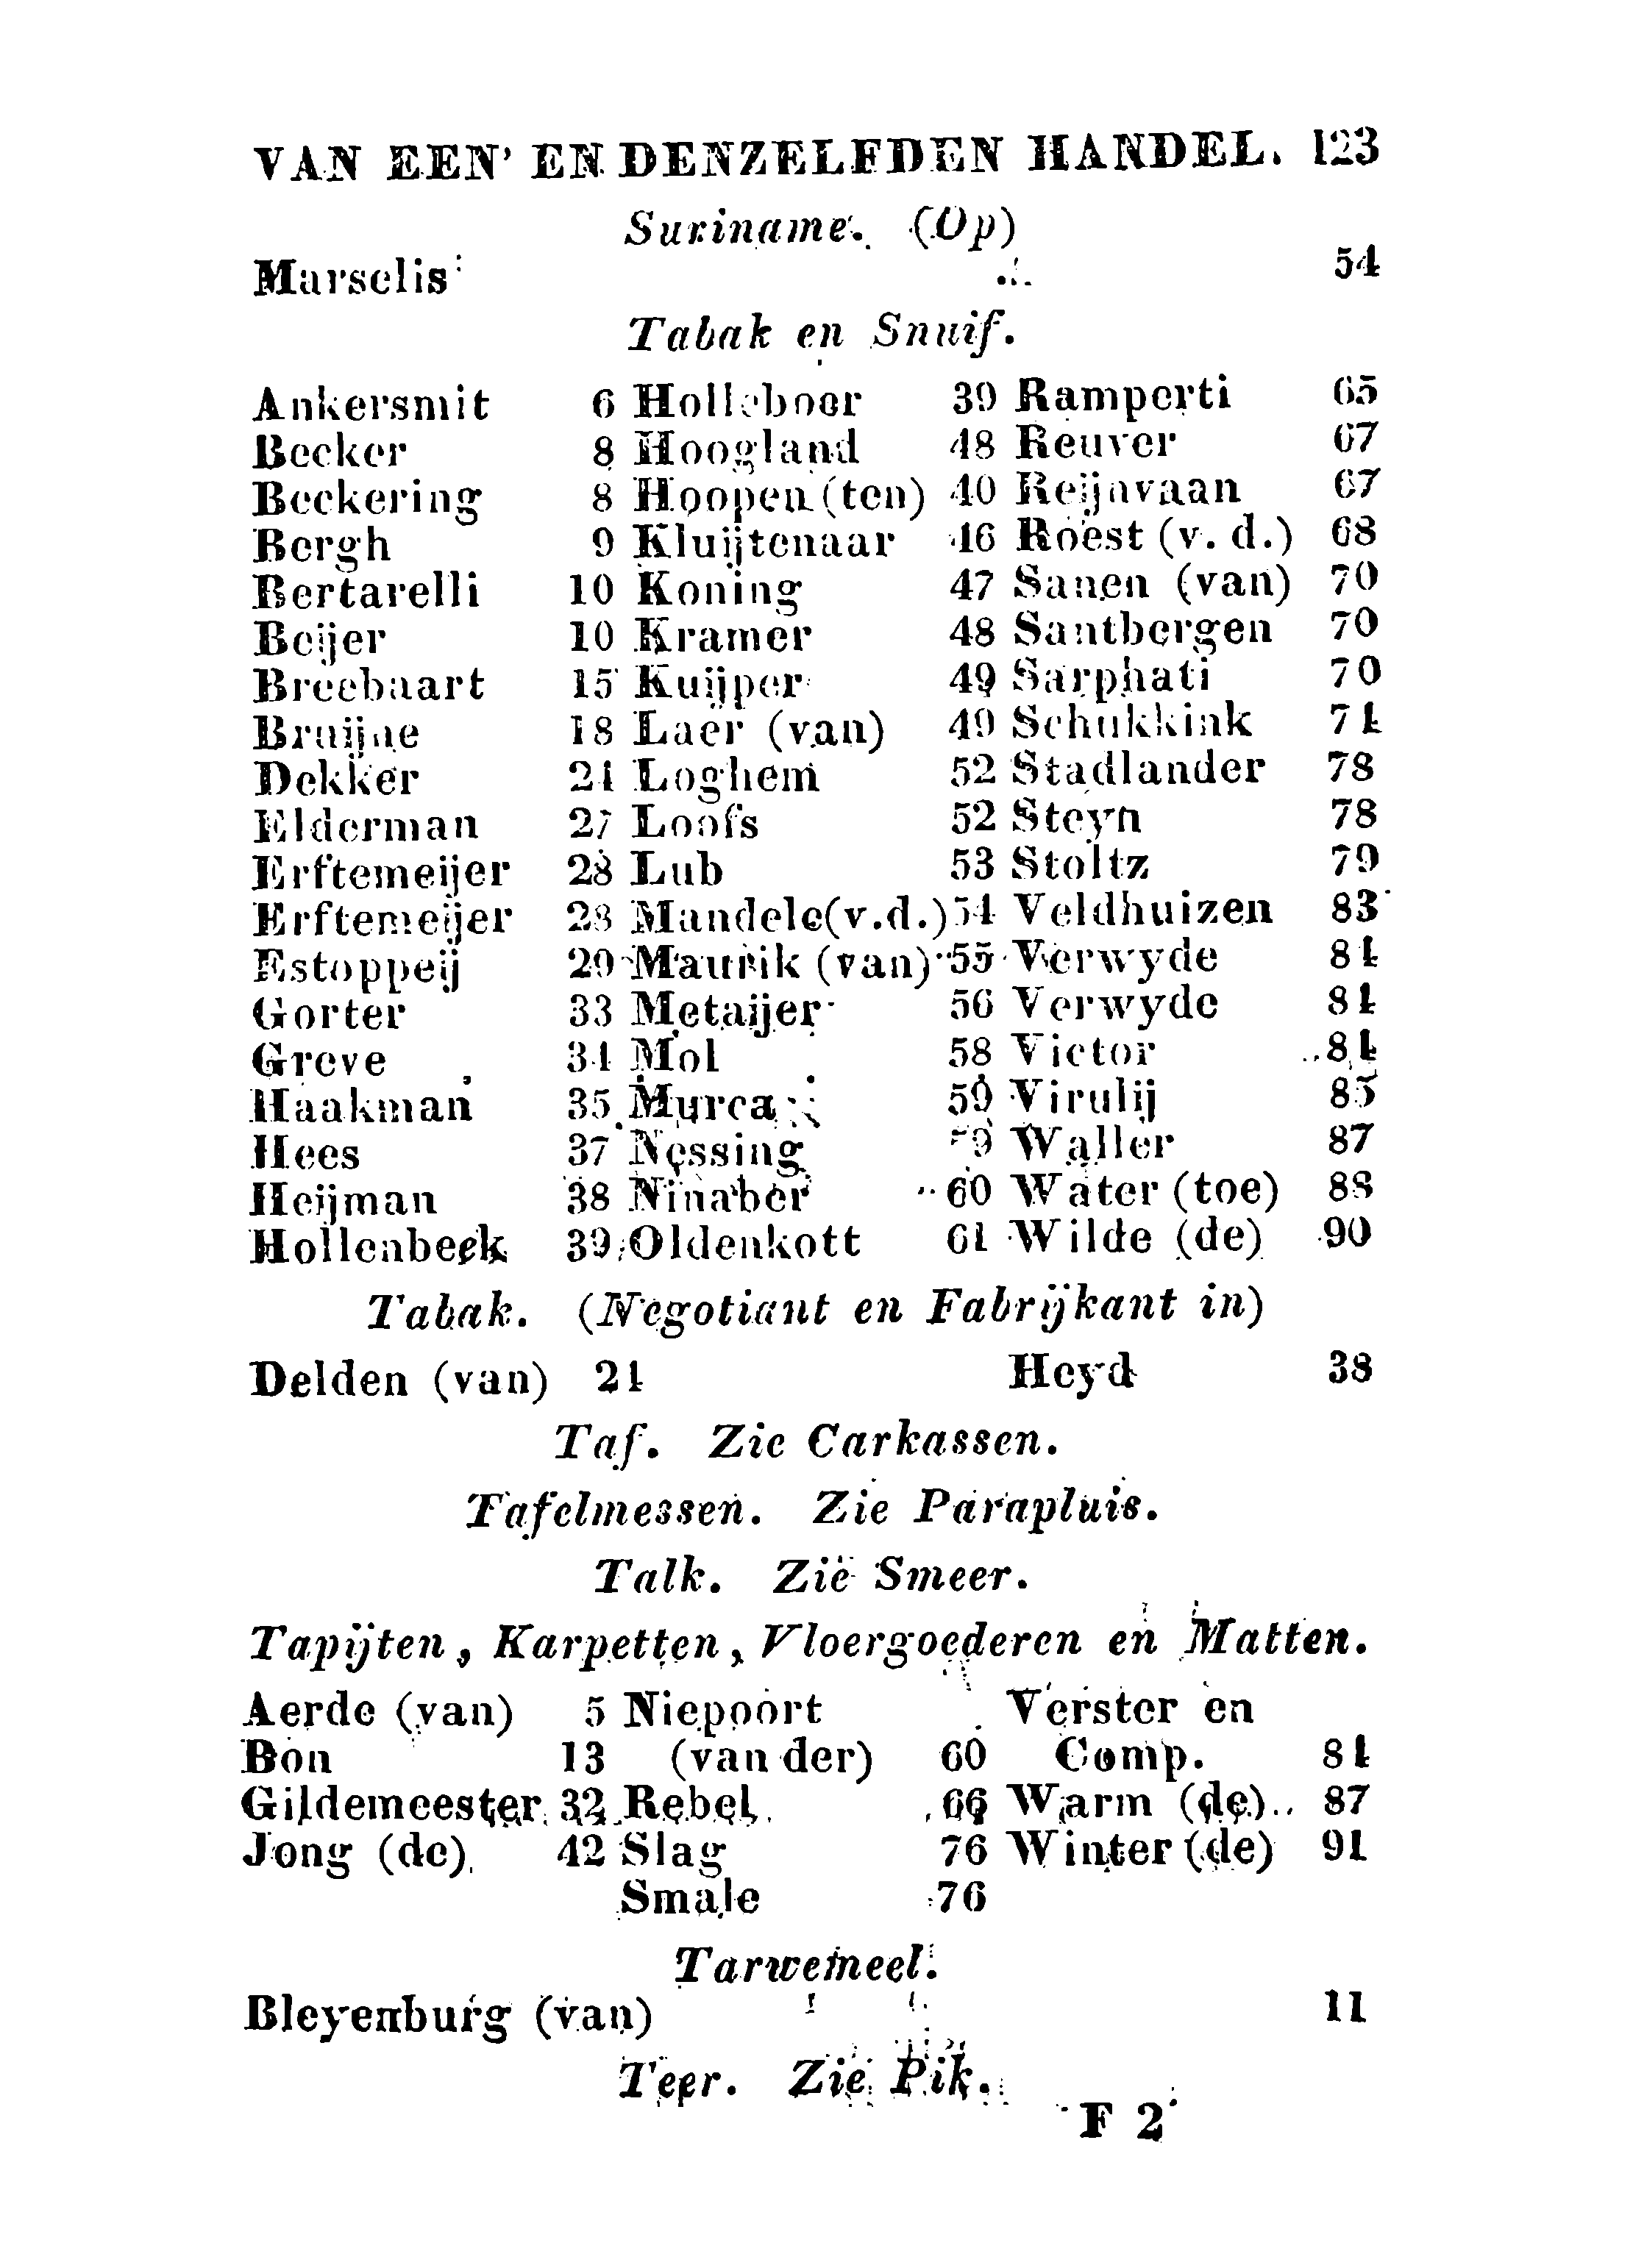 VAN EEN' EN DENZELFDEN HANDEL. 123
Suriname. (Op)
Marselis 54
Tabak en Snuif.
Ankersmit 6 Holleboer 39 Ramperti 65
Becker 8 Hoogland 48 Reuver 67
Beckering 8 Hoopen (ten) 40 Reijnvaan 67
Bergh 9 Kluijtenaar 46 Roest (v. d.) 68
Bertarelli 10 Koning 47 Sanen (van) 70
Beijer 10 Kramer 48 Santbergen 70
Breebaart 15 Kuijper 49 Sarphati 70
Bruijne 18 Laer (van) 49 Schukkink 74
Dekker 24 Loghem 52 Stadlander 78
Elderman 27 Loofs 52 Steyn 78
Erftemeijer 28 Lub 53 Stoltz 79
Erftemeijer 28 Mandele (v.d.) 54 Veldhuizen 83
Estoppeij 29 Maurik (van) 55 Verwyde 84
Gorter 33 Metaijer 56 Verwyde 84
Greve 34 Mol 58 Victor 84
Haakman 35 Murca 59 Virulij 85
Hees 37 Nessing 59 Waller 87
Heijman 38 Ninaber 60 Water (toe) 88
Hollenbeek 39 Oldenkott 61 Wilde (de) 90
Tabak. (Negotiant en Fabrijkant in)
Delden (van) 24 Heyd 38
Taf. Zie Carkassen.
Tafelmessen. Zie Parapluis.
Talk. Zie Smeer.
Tapijten, Karpetten, Vloergoederen en Matten.
Aerde (van) 5 Niepoort Verster en
Bon 13 (van der) 60 Comp. 84
Gildemeester 32 Rebel 66 Warm (de) 87
Jong (de) 42 Slag 76 Winter (de) 91
Smale 76
Tarwemeel.
Bleyenburg (van) 11
Teer. Zie Pik.
F 2